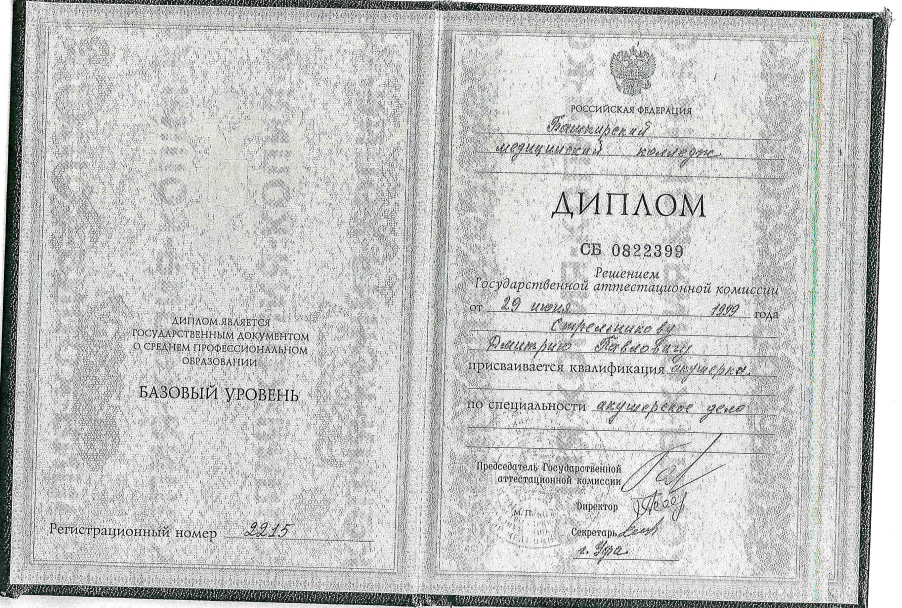 ДИПЛОМ ЯВЛЯЕТСЯ
ГОСУДАРСТВЕННЫМ ДОКУМЕНТОМ
О СРЕДНЕМ ПРОФЕССИОНАЛЬНОМ
ОБРАЗОВАНИИ
БАЗОВЫЙ УРОВЕНЬ
Регистрационный номер 2215
РОССИЙСКАЯ ФЕДЕРАЦИЯ
Башкирский
медицинский колледж
ДИПЛОМ
СБ 0822399
Решением
Государственной аттестационной комиссии
от 29 июня 1999 года
Стрельникову
Дмитрию Павловичу
присваивается квалификация акушерка.
по специальности акушерское дело
Председатель Государственной
аттестационной комиссии
Директор
М. П.
Секретарь
г. Уфа